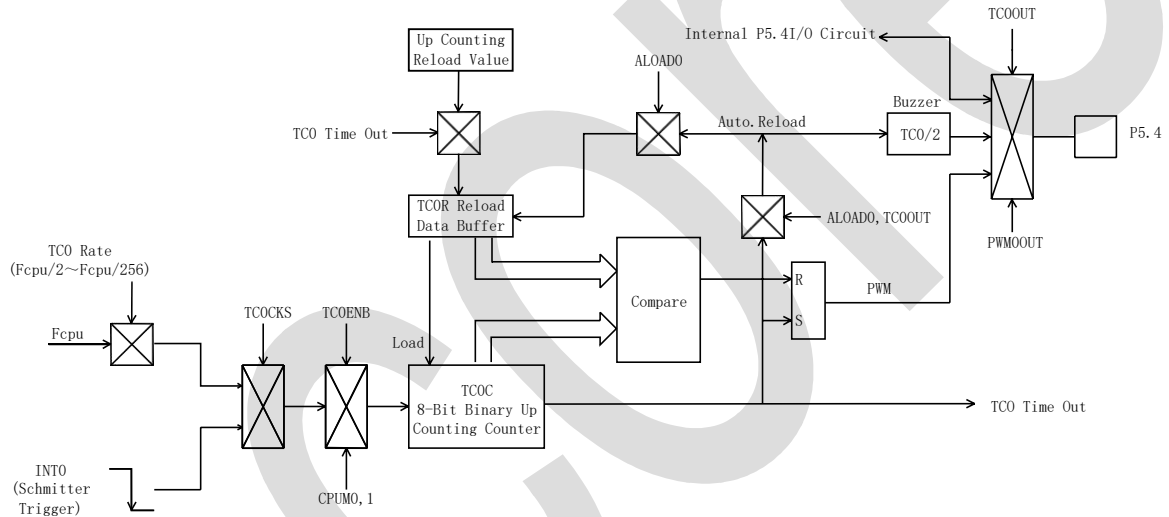 TC0OUT
Internal P5.4I/O Circuit
Up Counting
Reload Value
ALOAD0
Buzzer
TC0 Time Out
Auto.Reload
TC0/2
P5.4
TC0R Reload
Data Buffer
ALOAD0,TC0OUT
PWM0OUT
TC0 Rate
(Fcpu/2～Fcpu/256)
Compare
R
PWM
S
TC0CKS
TC0ENB
Fcpu
Load
TC0C
8-Bit Binary Up
Counting Counter
TC0 Time Out
INT0
(Schmitter
Trigger)
CPUM0,1